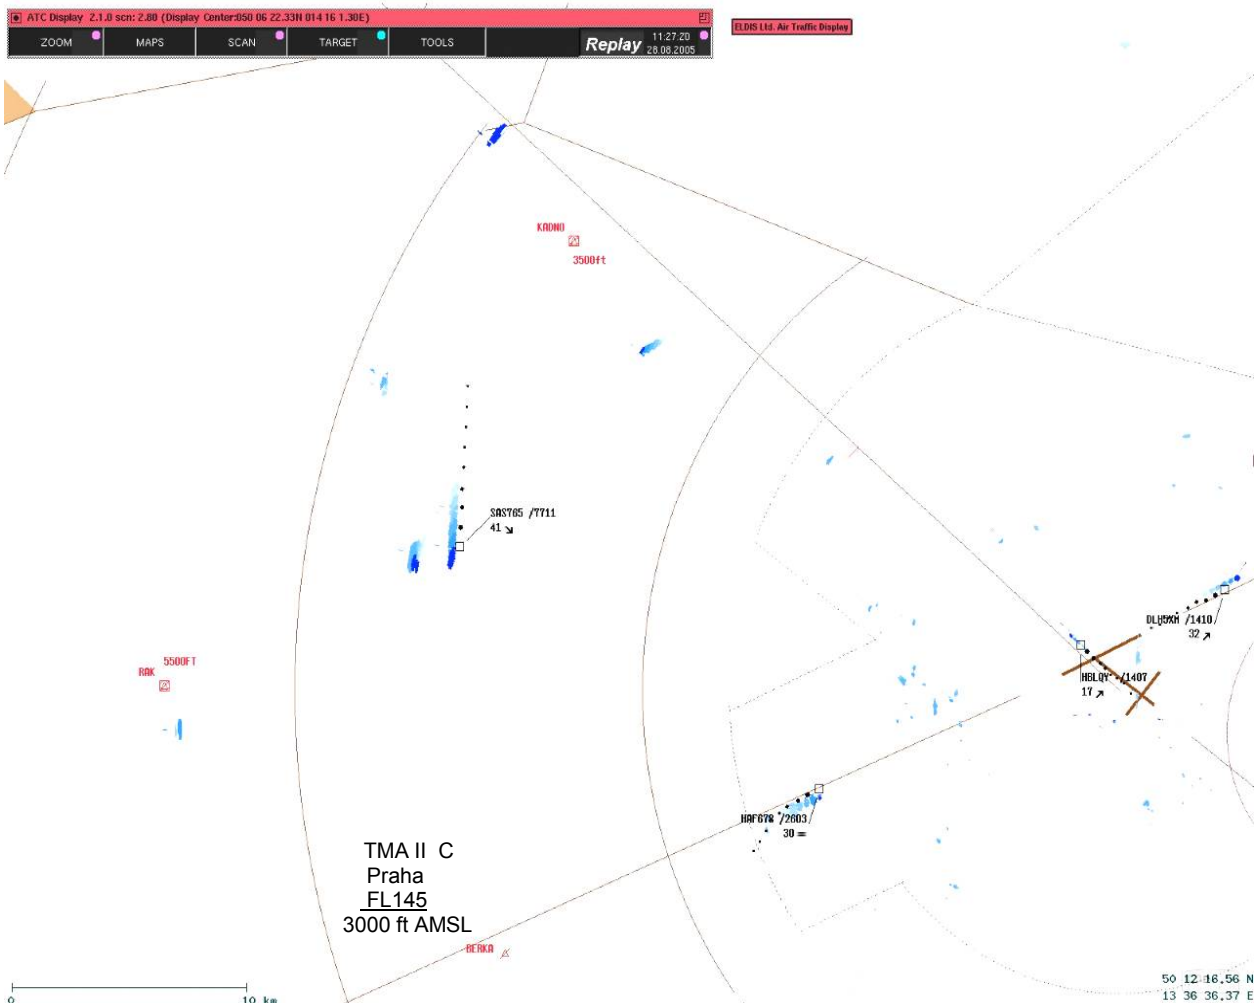 ATC Display 2.1.0 scn: 2.80 (Display Center:050 06 22.33N 014 16 1.30E)
ZOOM MAPS SCAN TARGET TOOLS Replay 11:27:20
28.08.2005
ELDIS Ltd. Air Traffic Display
KADNO
3500ft
SAS765 /7711
41 ↘
DLH5XM /1410
32 ↗
5500FT
RAK
HBLQY /1407
17 ↗
HAF678 /2603
30 =
TMA II C
Praha
FL145
3000 ft AMSL
BERKA
50 12 16.56 N
13 36 36.37 E
0 10 km